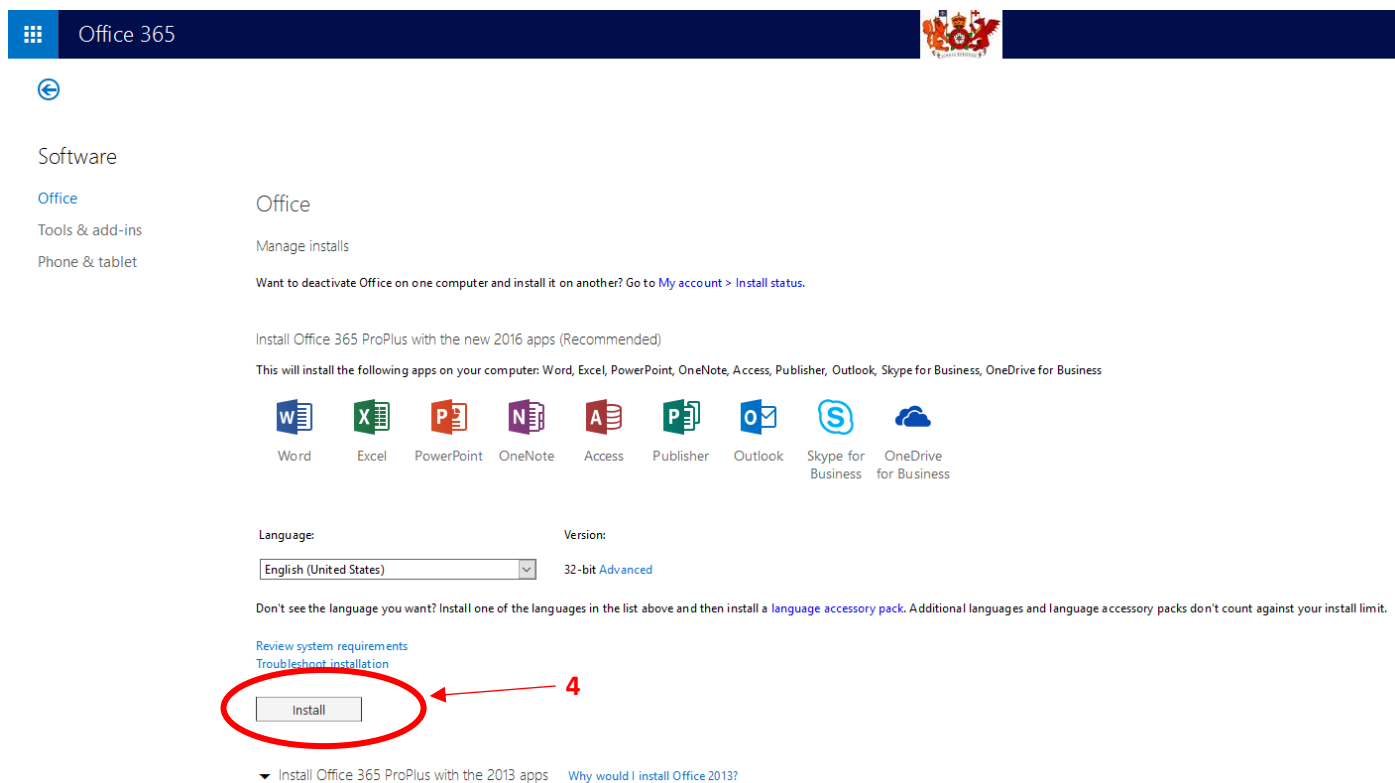 Office 365
Software
Office
Tools & add-ins
Phone & tablet
Office
Manage installs
Want to deactivate Office on one computer and install it on another? Go to My account > Install status.
Install Office 365 ProPlus with the new 2016 apps (Recommended)
This will install the following apps on your computer: Word, Excel, PowerPoint, OneNote, Access, Publisher, Outlook, Skype for Business, OneDrive for Business
Word Excel PowerPoint OneNote Access Publisher Outlook Skype for Business OneDrive for Business
Language: Version:
English (United States) 32-bit Advanced
Don't see the language you want? Install one of the languages in the list above and then install a language accessory pack. Additional languages and language accessory packs don't count against your install limit.
Review system requirements
Troubleshoot installation
4
Install
Install Office 365 ProPlus with the 2013 apps Why would I install Office 2013?